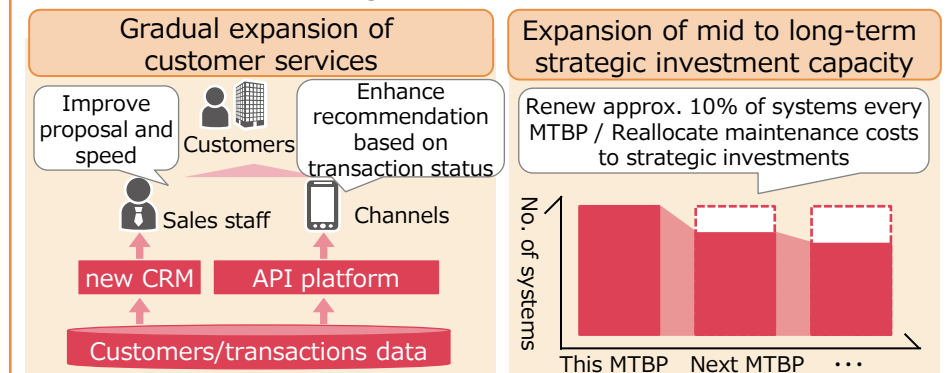 Gradual expansion of
customer services
Improve
proposal and
speed
Customers
Enhance
recommendation
based on
transaction status
Sales staff
Channels
new CRM
API platform
Customers/transactions data
Expansion of mid to long-term
strategic investment capacity
Renew approx. 10% of systems every
MTBP / Reallocate maintenance costs
to strategic investments
No. of systems
This MTBP
Next MTBP
･･･